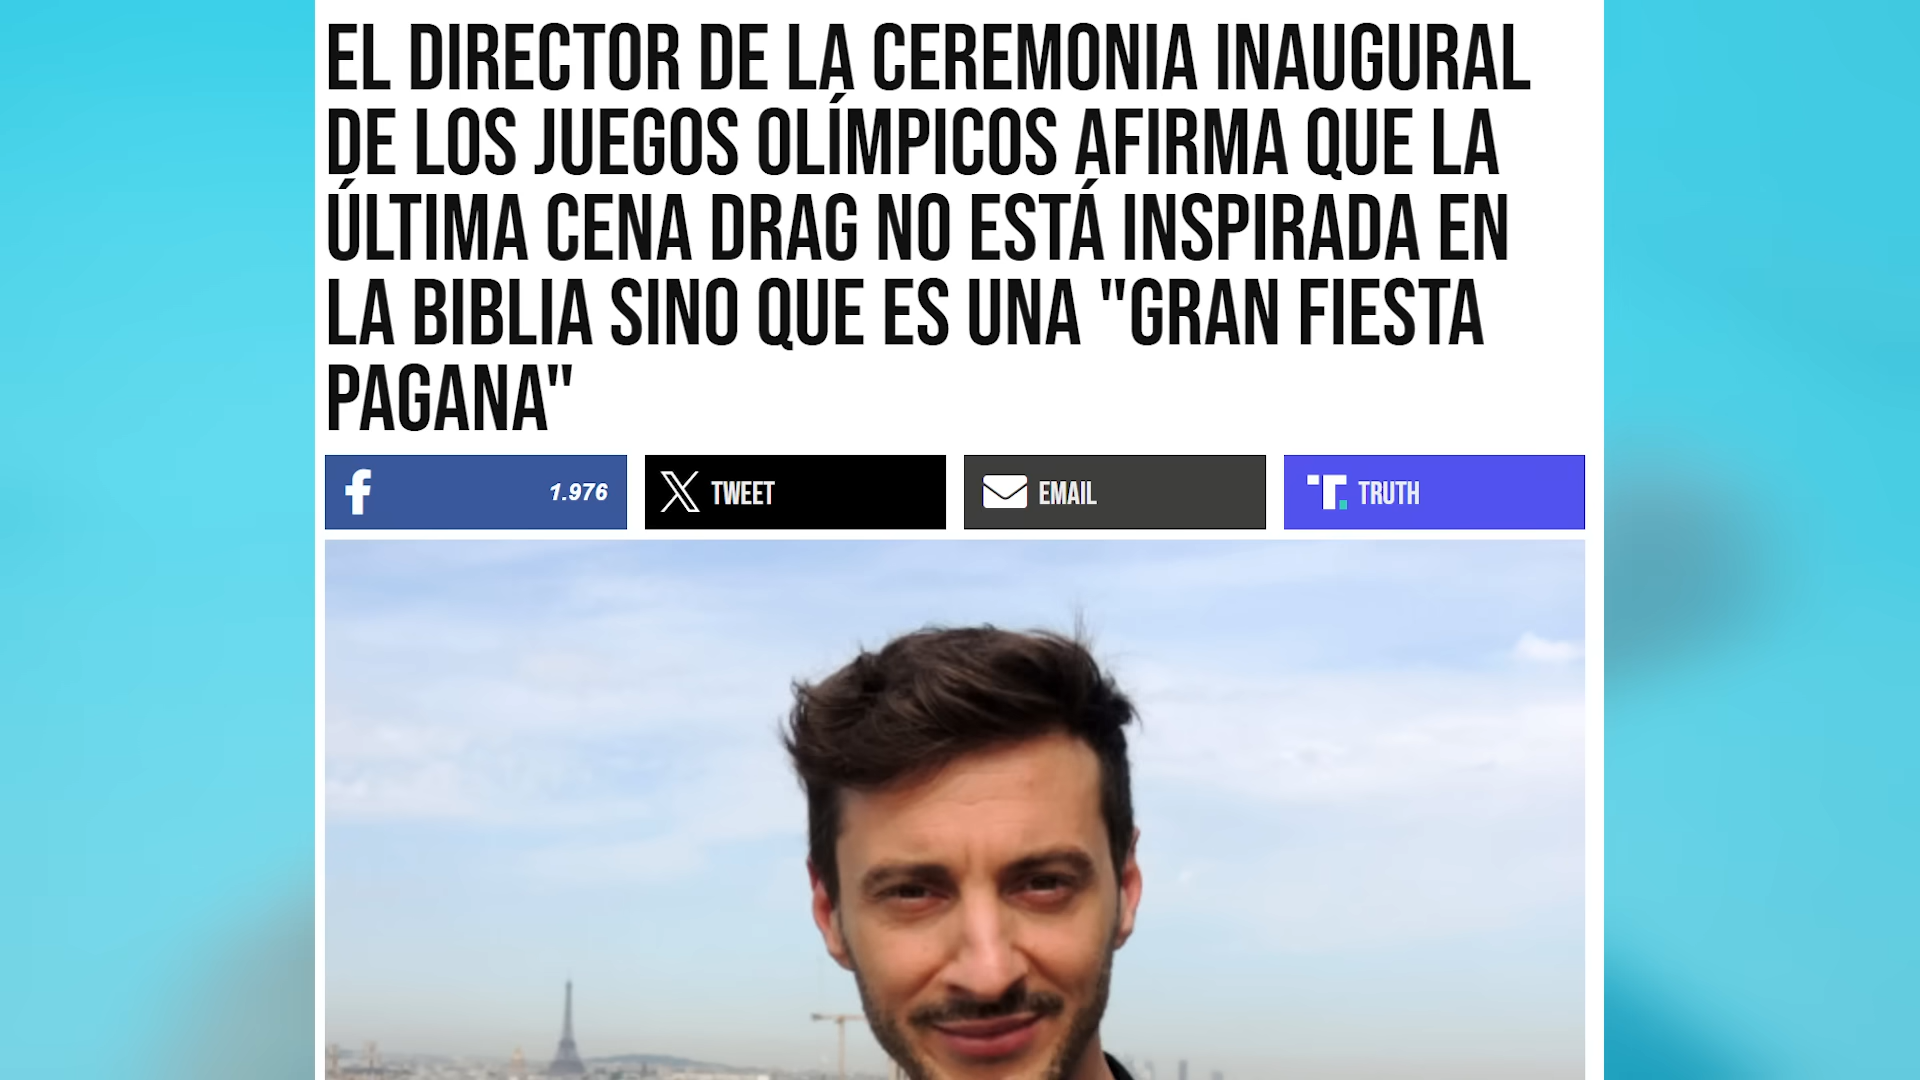 EL DIRECTOR DE LA CEREMONIA INAUGURAL
DE LOS JUEGOS OLÍMPICOS AFIRMA QUE LA
ÚLTIMA CENA DRAG NO ESTÁ INSPIRADA EN
LA BIBLIA SINO QUE ES UNA "GRAN FIESTA
PAGANA"
1.976 TWEET EMAIL TRUTH